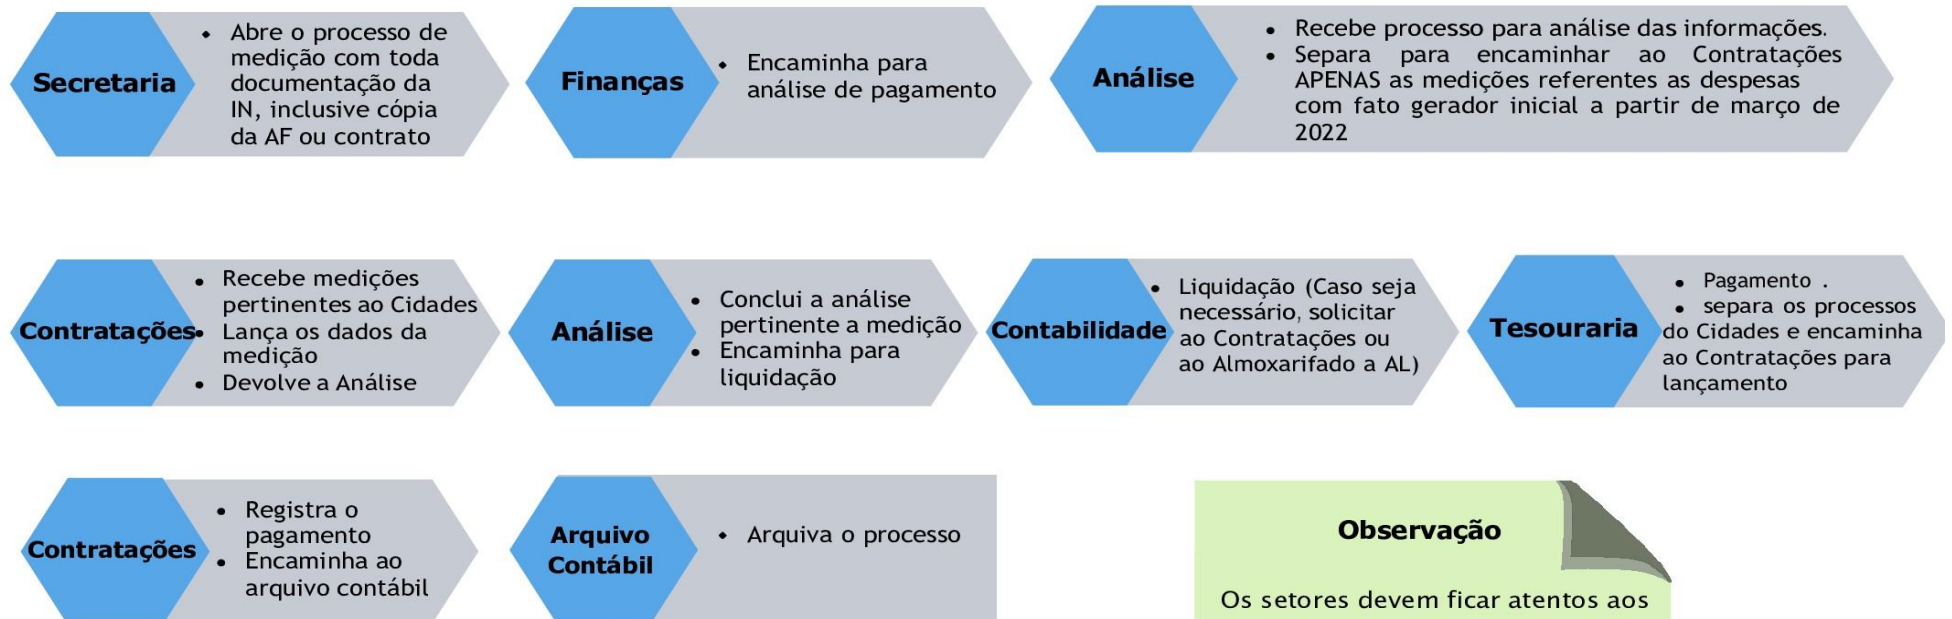 Secretaria
• Abre o processo de
medição com toda
documentação da
IN, inclusive cópia
da AF ou contrato
Finanças
• Encaminha para
análise de pagamento
Análise
• Recebe processo para análise das informações.
• Separa para encaminhar ao Contratações
APENAS as medições referentes as despesas
com fato gerador inicial a partir de março de
2022
Contratações
• Recebe medições
pertinentes ao Cidades
• Lança os dados da
medição
• Devolve a Análise
Análise
• Conclui a análise
pertinente a medição
• Encaminha para
liquidação
Contabilidade
• Liquidação (Caso seja
necessário, solicitar
ao Contratações ou
ao Almoxarifado a AL)
Tesouraria
• Pagamento .
• separa os processos
do Cidades e encaminha
ao Contratações para
lançamento
Contratações
• Registra o
pagamento
• Encaminha ao
arquivo contábil
Arquivo
Contábil
• Arquiva o processo
Observação
Os setores devem ficar atentos aos